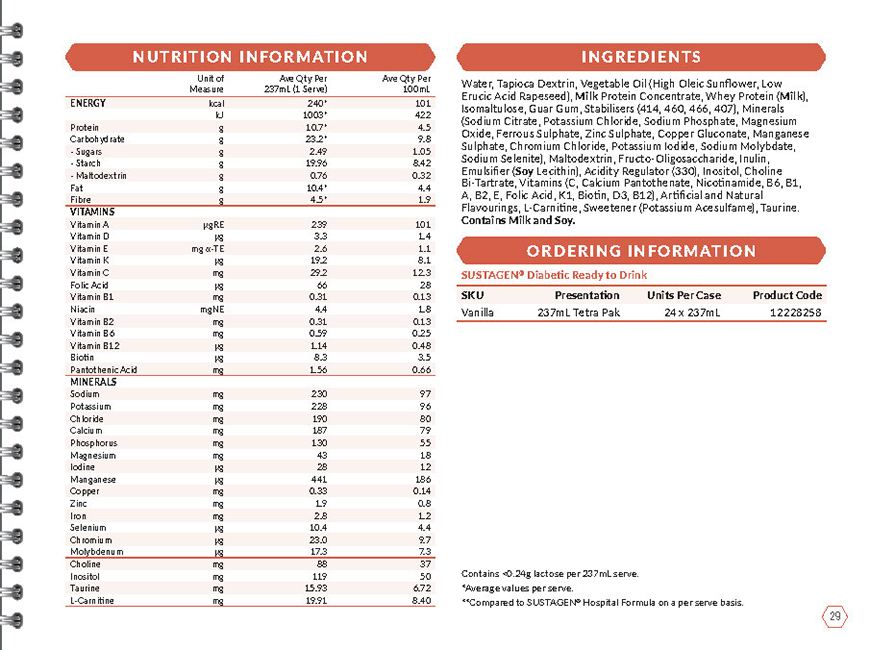 NUTRITION INFORMATION
Unit of Measure Ave Qty Per 237mL (1 Serve) Ave Qty Per 100mL
ENERGY kcal 240* 101
kJ 1003* 422
Protein g 10.7* 4.5
Carbohydrate g 23.2* 9.8
- Sugars g 2.49 1.05
- Starch g 19.96 8.42
- Maltodextrin g 0.76 0.32
Fat g 10.4* 4.4
Fibre g 4.5* 1.9
VITAMINS
Vitamin A µgRE 239 101
Vitamin D µg 3.3 1.4
Vitamin E mg α-TE 2.6 1.1
Vitamin K µg 19.2 8.1
Vitamin C mg 29.2 12.3
Folic Acid µg 66 28
Vitamin B1 mg 0.31 0.13
Niacin mgNE 4.4 1.8
Vitamin B2 mg 0.31 0.13
Vitamin B6 mg 0.59 0.25
Vitamin B12 µg 1.14 0.48
Biotin µg 8.3 3.5
Pantothenic Acid mg 1.56 0.66
MINERALS
Sodium mg 230 97
Potassium mg 228 96
Chloride mg 190 80
Calcium mg 187 79
Phosphorus mg 130 55
Magnesium mg 43 18
Iodine µg 28 12
Manganese µg 441 186
Copper mg 0.33 0.14
Zinc mg 1.9 0.8
Iron mg 2.8 1.2
Selenium µg 10.4 4.4
Chromium µg 23.0 9.7
Molybdenum µg 17.3 7.3
Choline mg 88 37
Inositol mg 119 50
Taurine mg 15.93 6.72
L-Carnitine mg 19.91 8.40
INGREDIENTS
Water, Tapioca Dextrin, Vegetable Oil (High Oleic Sunflower, Low
Erucic Acid Rapeseed), Milk Protein Concentrate, Whey Protein (Milk),
Isomaltulose, Guar Gum, Stabilisers (414, 460, 466, 407), Minerals
(Sodium Citrate, Potassium Chloride, Sodium Phosphate, Magnesium
Oxide, Ferrous Sulphate, Zinc Sulphate, Copper Gluconate, Manganese
Sulphate, Chromium Chloride, Potassium Iodide, Sodium Molybdate,
Sodium Selenite), Maltodextrin, Fructo-Oligosaccharide, Inulin,
Emulsifier (Soy Lecithin), Acidity Regulator (330), Inositol, Choline
Bi-Tartrate, Vitamins (C, Calcium Pantothenate, Nicotinamide, B6, B1,
A, B2, E, Folic Acid, K1, Biotin, D3, B12), Artificial and Natural
Flavourings, L-Carnitine, Sweetener (Potassium Acesulfame), Taurine.
Contains Milk and Soy.
ORDERING INFORMATION
SUSTAGEN® Diabetic Ready to Drink
SKU Presentation Units Per Case Product Code
Vanilla 237mL Tetra Pak 24 x 237mL 12228258
Contains <0.24g lactose per 237mL serve.
*Average values per serve.
**Compared to SUSTAGEN® Hospital Formula on a per serve basis.
29